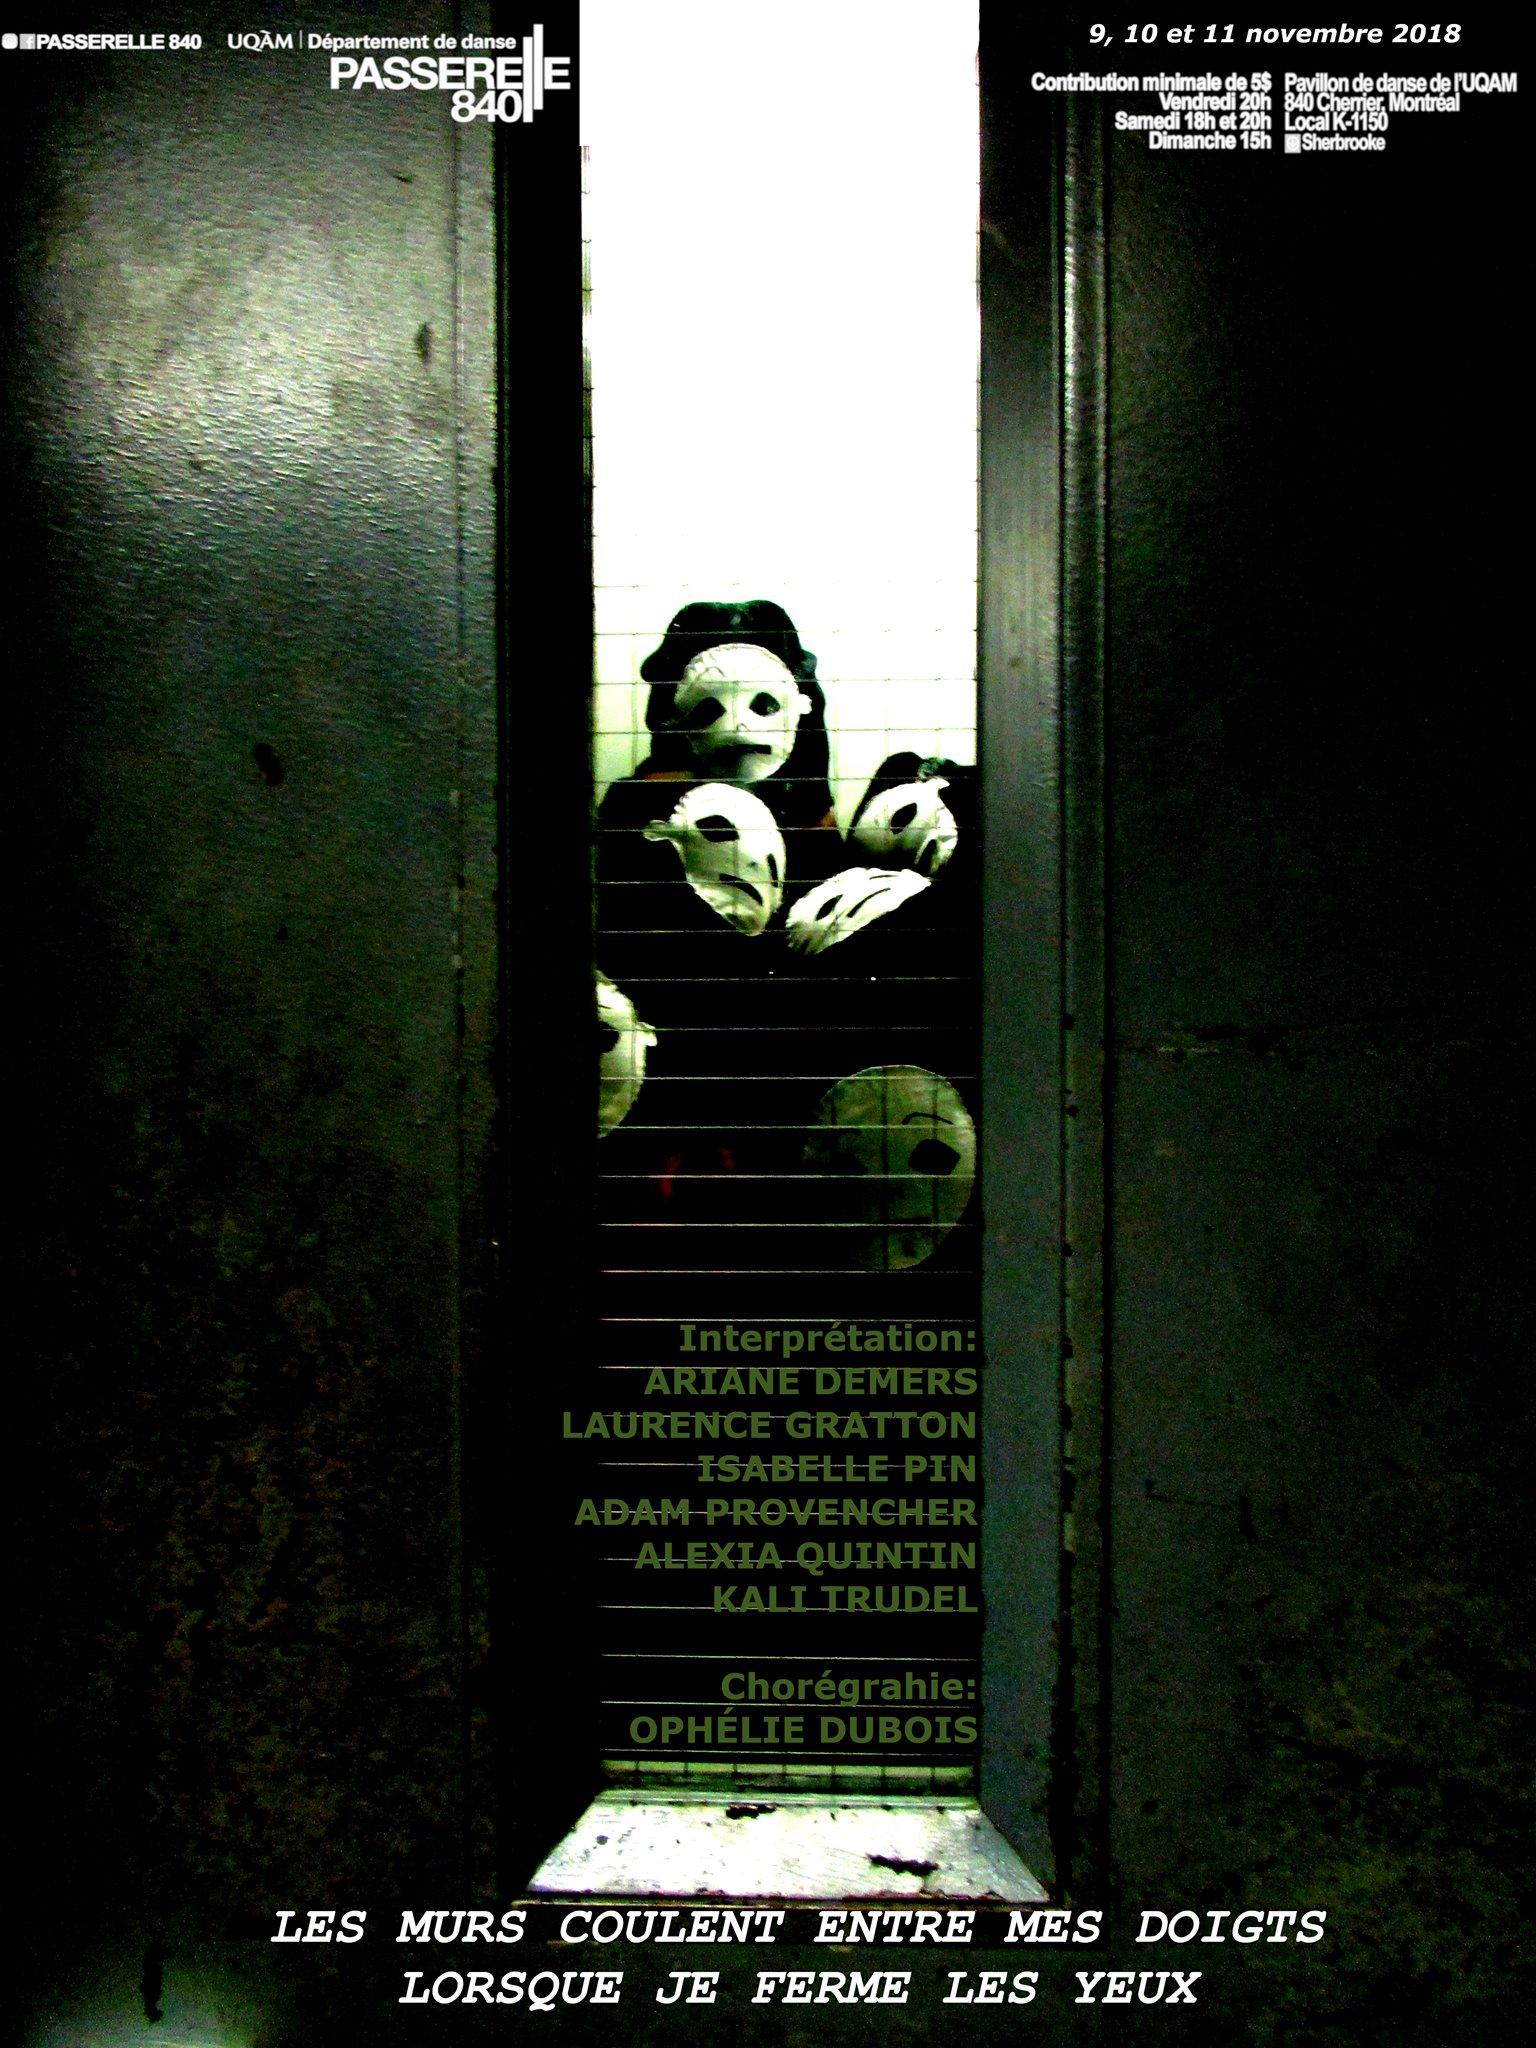 PASSERELLE 840
UQÀM | Département de danse
PASSERELLE
840
9, 10 et 11 novembre 2018
Contribution minimale de 5$
Vendredi 20h
Samedi 18h et 20h
Dimanche 15h
Pavillon de danse de l'UQAM
840 Cherrier, Montréal
Local K-1150
Sherbrooke
Interprétation:
ARIANE DEMERS
LAURENCE GRATTON
ISABELLE PIN
ADAM PROVENCHER
ALEXIA QUINTIN
KALI TRUDEL
Chorégrahie:
OPHÉLIE DUBOIS
LES MURS COULENT ENTRE MES DOIGTS
LORSQUE JE FERME LES YEUX